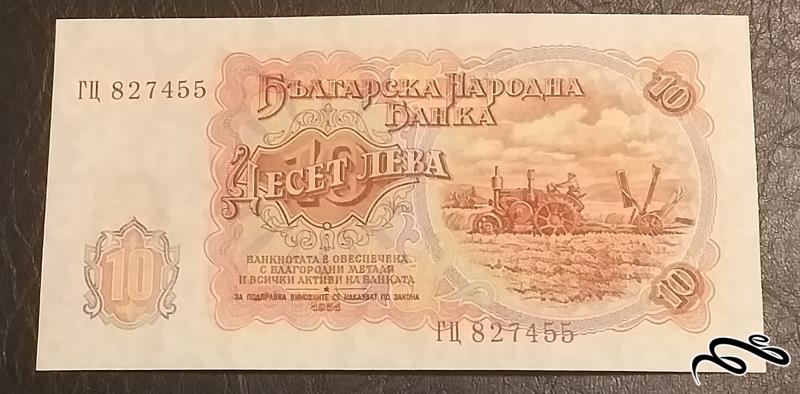 ГЦ 827455
БЪЛГАРСКА НАРОДНА
БАНКА
10
10
ДЕСЕТ ЛЕВА
БАНКНОТАТА Е ОБЕЗПЕЧЕНА
С БЛАГОРОДНИ МЕТАЛИ
И ВСИЧКИ АКТИВИ НА БАНКАТА
ЗА ПОДПРАВКА ВИНОВНИТЕ СЕ НАКАЗВАТ ПО ЗАКОНА
1951
10
10
ГЦ 827455